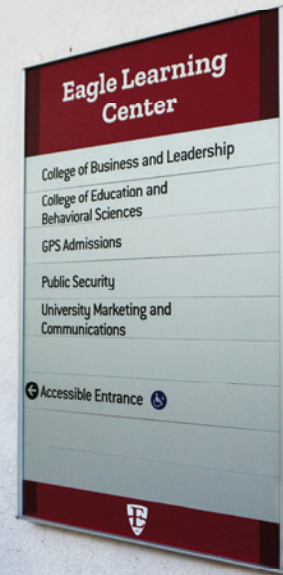 Eagle Learning
Center
College of Business and Leadership
College of Education and
Behavioral Sciences
GPS Admissions
Public Security
University Marketing and
Communications
Accessible Entrance
E